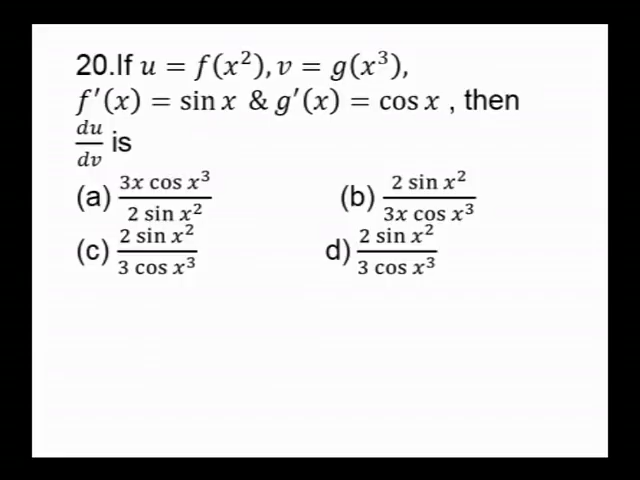 20.If u = f(x²), v = g(x³),
f′(x) = sin x & g′(x) = cos x , then
du/dv is
(a) 3x cos x³ / 2 sin x² (b) 2 sin x² / 3x cos x³
(c) 2 sin x² / 3 cos x³ d) 2 sin x² / 3 cos x³